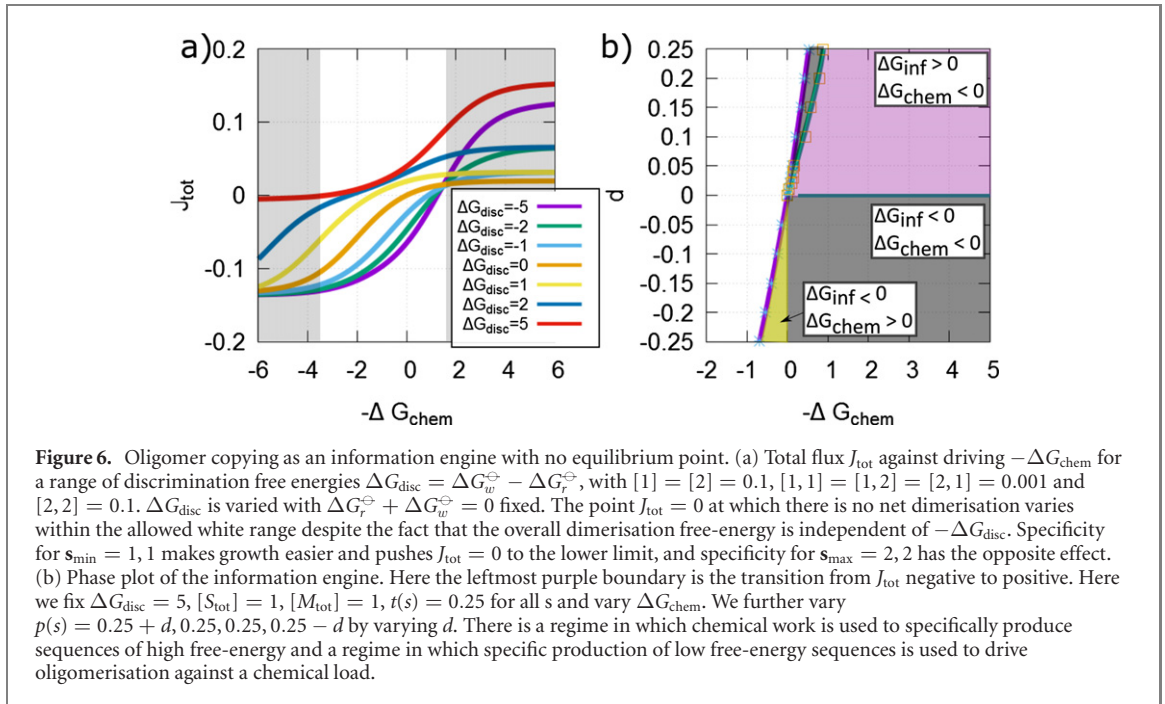 a)
0.2
0.1
0
-0.1
-0.2
J_tot
-6 -4 -2 0 2 4 6
-Δ G_chem
ΔG_disc=-5
ΔG_disc=-2
ΔG_disc=-1
ΔG_disc=0
ΔG_disc=1
ΔG_disc=2
ΔG_disc=5
b)
0.25
0.2
0.15
0.1
0.05
0
-0.05
-0.1
-0.15
-0.2
-0.25
d
-2 -1 0 1 2 3 4 5
-Δ G_chem
ΔG_inf > 0
ΔG_chem < 0
ΔG_inf < 0
ΔG_chem < 0
ΔG_inf < 0
ΔG_chem > 0
Figure 6. Oligomer copying as an information engine with no equilibrium point. (a) Total flux J_tot against driving −ΔG_chem for
a range of discrimination free energies ΔG_disc = ΔG_w^⊖ − ΔG_r^⊖, with [1] = [2] = 0.1, [1, 1] = [1, 2] = [2, 1] = 0.001 and
[2, 2] = 0.1. ΔG_disc is varied with ΔG_r^⊖ + ΔG_w^⊖ = 0 fixed. The point J_tot = 0 at which there is no net dimerisation varies
within the allowed white range despite the fact that the overall dimerisation free-energy is independent of −ΔG_disc. Specificity
for s_min = 1, 1 makes growth easier and pushes J_tot = 0 to the lower limit, and specificity for s_max = 2, 2 has the opposite effect.
(b) Phase plot of the information engine. Here the leftmost purple boundary is the transition from J_tot negative to positive. Here
we fix ΔG_disc = 5, [S_tot] = 1, [M_tot] = 1, t(s) = 0.25 for all s and vary ΔG_chem. We further vary
p(s) = 0.25 + d, 0.25, 0.25, 0.25 − d by varying d. There is a regime in which chemical work is used to specifically produce
sequences of high free-energy and a regime in which specific production of low free-energy sequences is used to drive
oligomerisation against a chemical load.